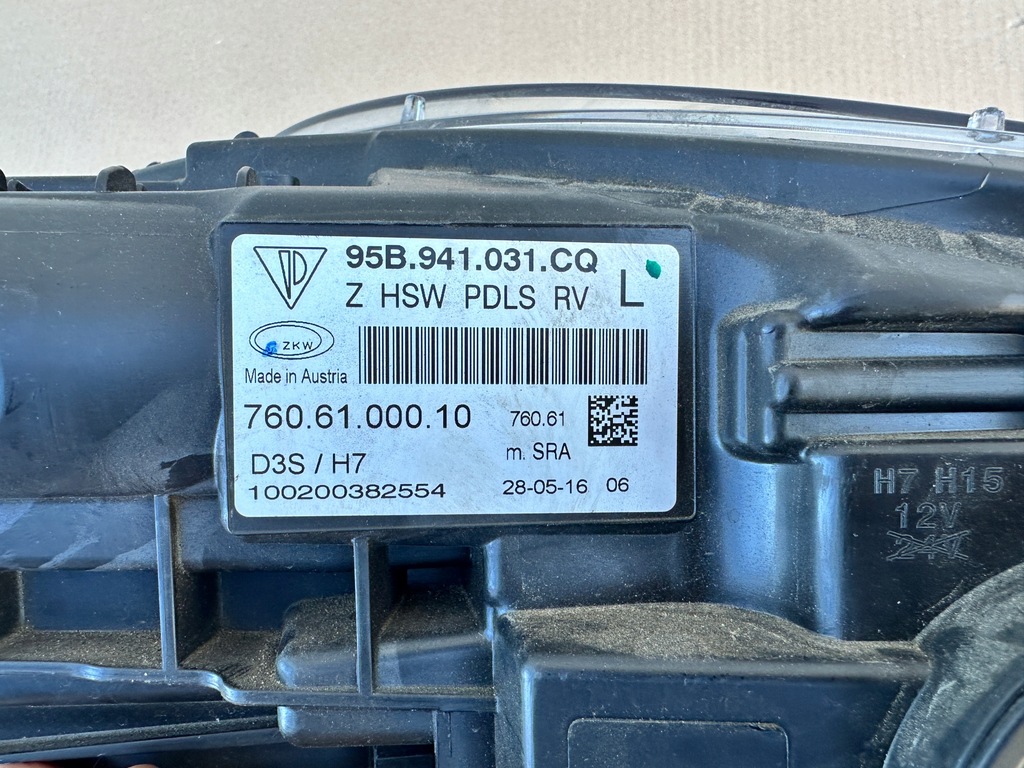 95B.941.031.CQ
Z HSW PDLS RV L
ZKW
Made in Austria
760.61.000.10 760.61
m. SRA
D3S / H7
100200382554 28-05-16 06
H7 H15
12V
24V